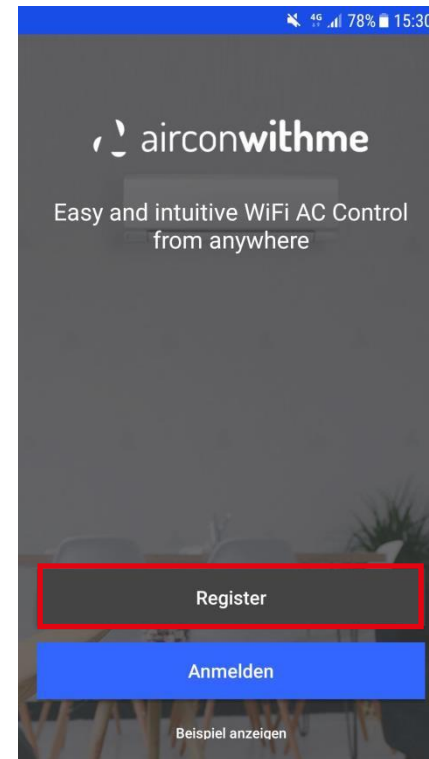 4G 78% 15:30
airconwithme
Easy and intuitive WiFi AC Control
from anywhere
Register
Anmelden
Beispiel anzeigen